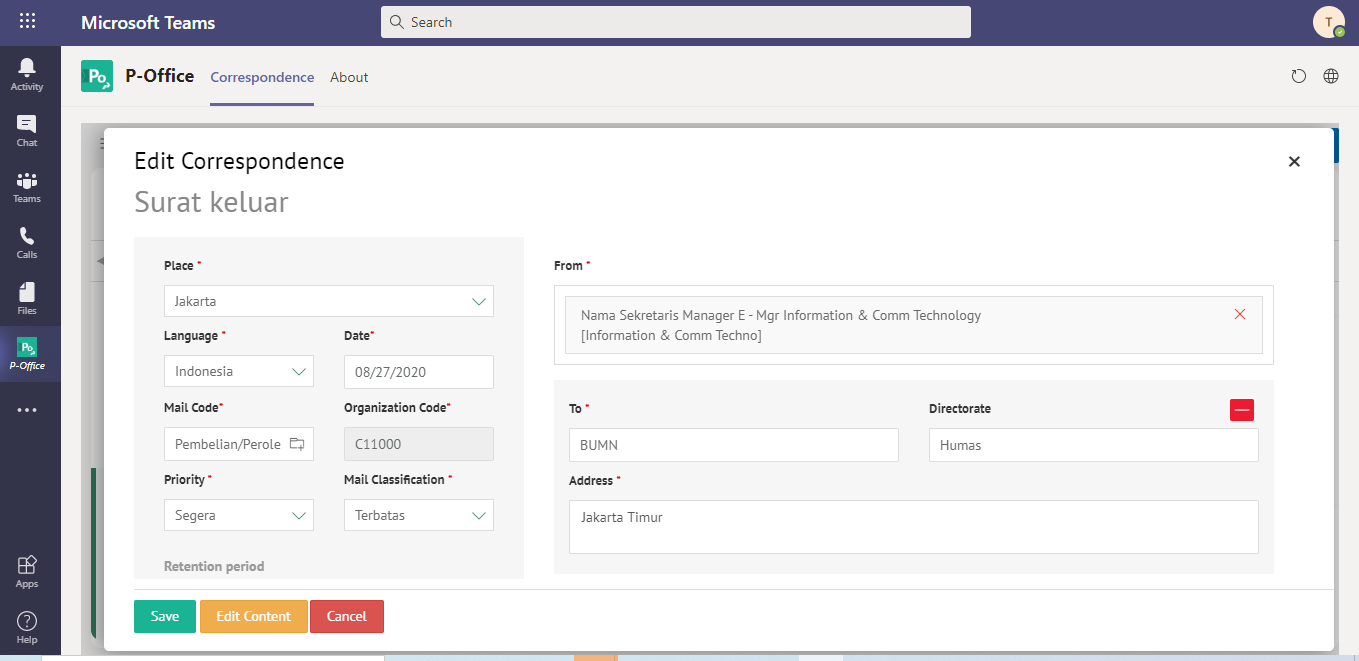 Microsoft Teams
Search
T
Activity
Chat
Teams
Calls
Files
Po
P-Office
Apps
Help
Po
P-Office
Correspondence
About
Edit Correspondence
Surat keluar
Place *
Jakarta
Language *
Date*
Indonesia
08/27/2020
Mail Code*
Organization Code*
Pembelian/Perole
C11000
Priority *
Mail Classification *
Segera
Terbatas
Retention period
From *
Nama Sekretaris Manager E - Mgr Information & Comm Technology
[Information & Comm Techno]
To *
Directorate
BUMN
Humas
Address *
Jakarta Timur
Save
Edit Content
Cancel